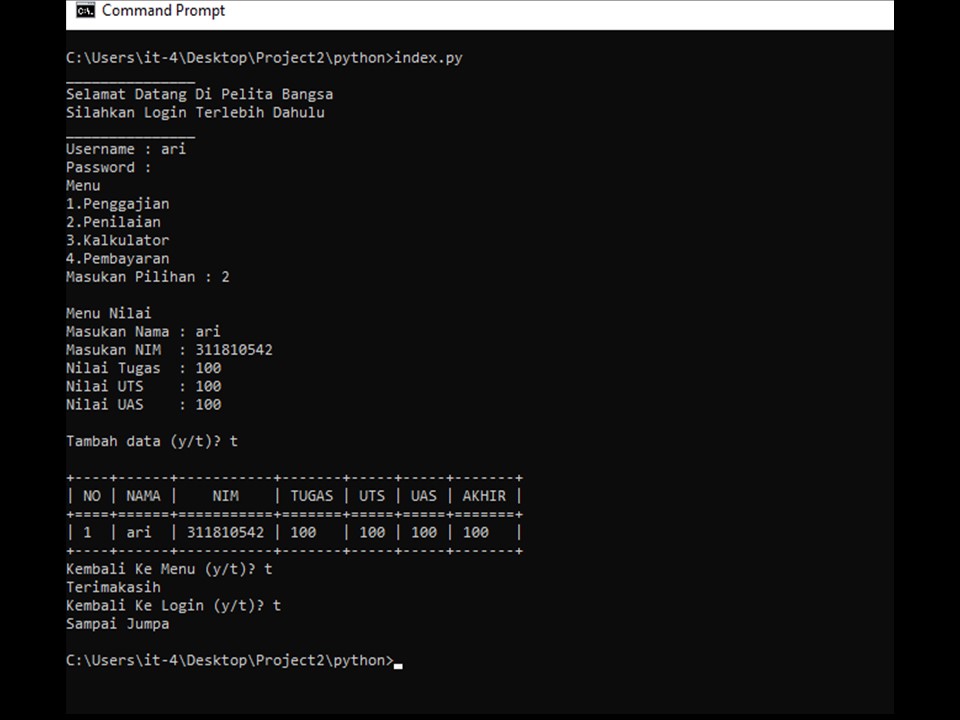 Command Prompt
C:\Users\it-4\Desktop\Project2\python>index.py
_______________
Selamat Datang Di Pelita Bangsa
Silahkan Login Terlebih Dahulu
_______________
Username : ari
Password :
Menu
1.Penggajian
2.Penilaian
3.Kalkulator
4.Pembayaran
Masukan Pilihan : 2
Menu Nilai
Masukan Nama : ari
Masukan NIM  : 311810542
Nilai Tugas  : 100
Nilai UTS    : 100
Nilai UAS    : 100
Tambah data (y/t)? t
+----+------+-----------+-------+-----+-----+-------+
| NO | NAMA |    NIM    | TUGAS | UTS | UAS | AKHIR |
+====+======+===========+=======+=====+=====+=======+
| 1  | ari  | 311810542 | 100   | 100 | 100 | 100   |
+----+------+-----------+-------+-----+-----+-------+
Kembali Ke Menu (y/t)? t
Terimakasih
Kembali Ke Login (y/t)? t
Sampai Jumpa
C:\Users\it-4\Desktop\Project2\python>